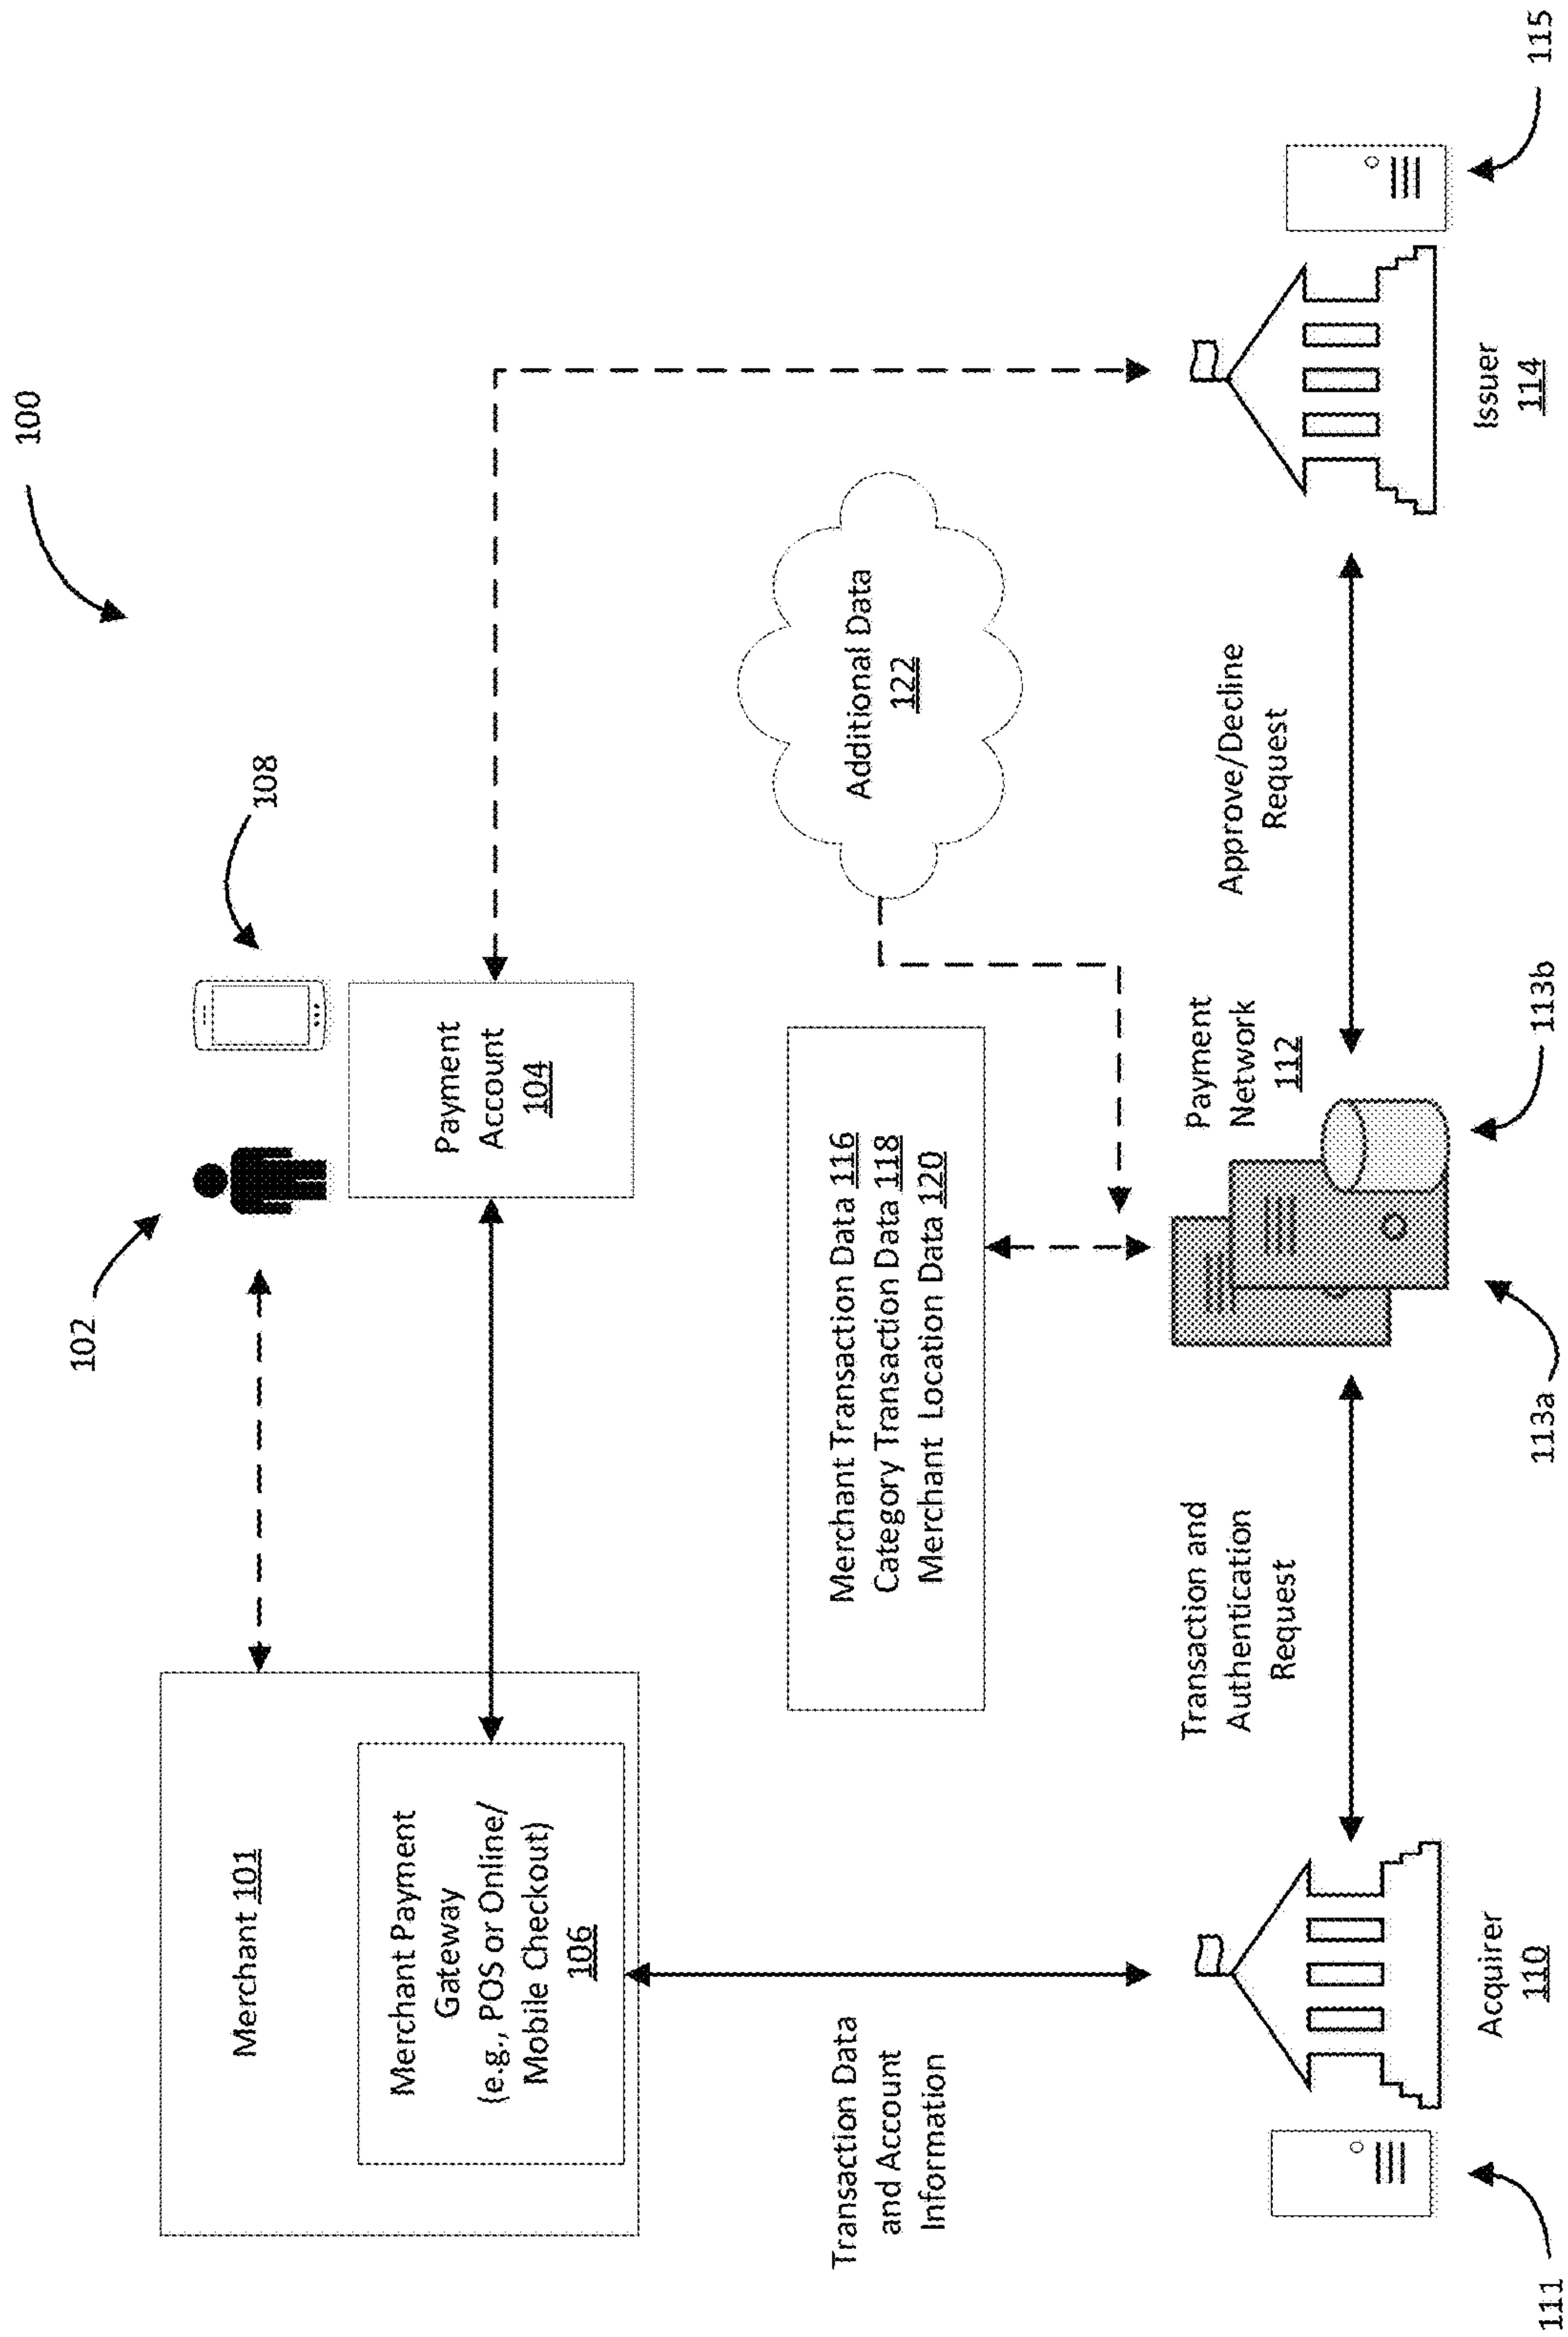 100
102
108
Merchant 101
Merchant Payment
Gateway
(e.g., POS or Online/
Mobile Checkout)
106
Payment
Account
104
Transaction Data
and Account
Information
Merchant Transaction Data 116
Category Transaction Data 118
Merchant Location Data 120
Additional Data
122
Transaction and
Authentication
Request
Payment
Network
112
Approve/Decline
Request
Acquirer
110
Issuer
114
111
113a
113b
115